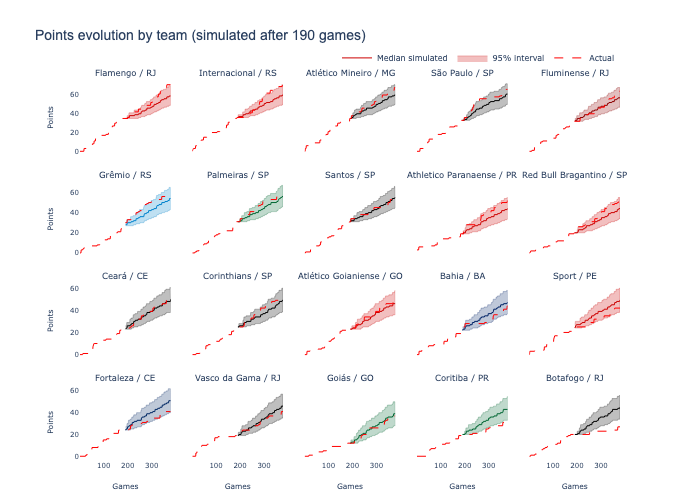 Points evolution by team (simulated after 190 games)
Median simulated 95% interval Actual
Flamengo / RJ Internacional / RS Atlético Mineiro / MG São Paulo / SP Fluminense / RJ
60
40
20
0
Points
Grêmio / RS Palmeiras / SP Santos / SP Athletico Paranaense / PR Red Bull Bragantino / SP
60
40
20
0
Points
Ceará / CE Corinthians / SP Atlético Goianiense / GO Bahia / BA Sport / PE
60
40
20
0
Points
Fortaleza / CE Vasco da Gama / RJ Goiás / GO Coritiba / PR Botafogo / RJ
60
40
20
0
Points
100 200 300 100 200 300 100 200 300 100 200 300 100 200 300
Games Games Games Games Games